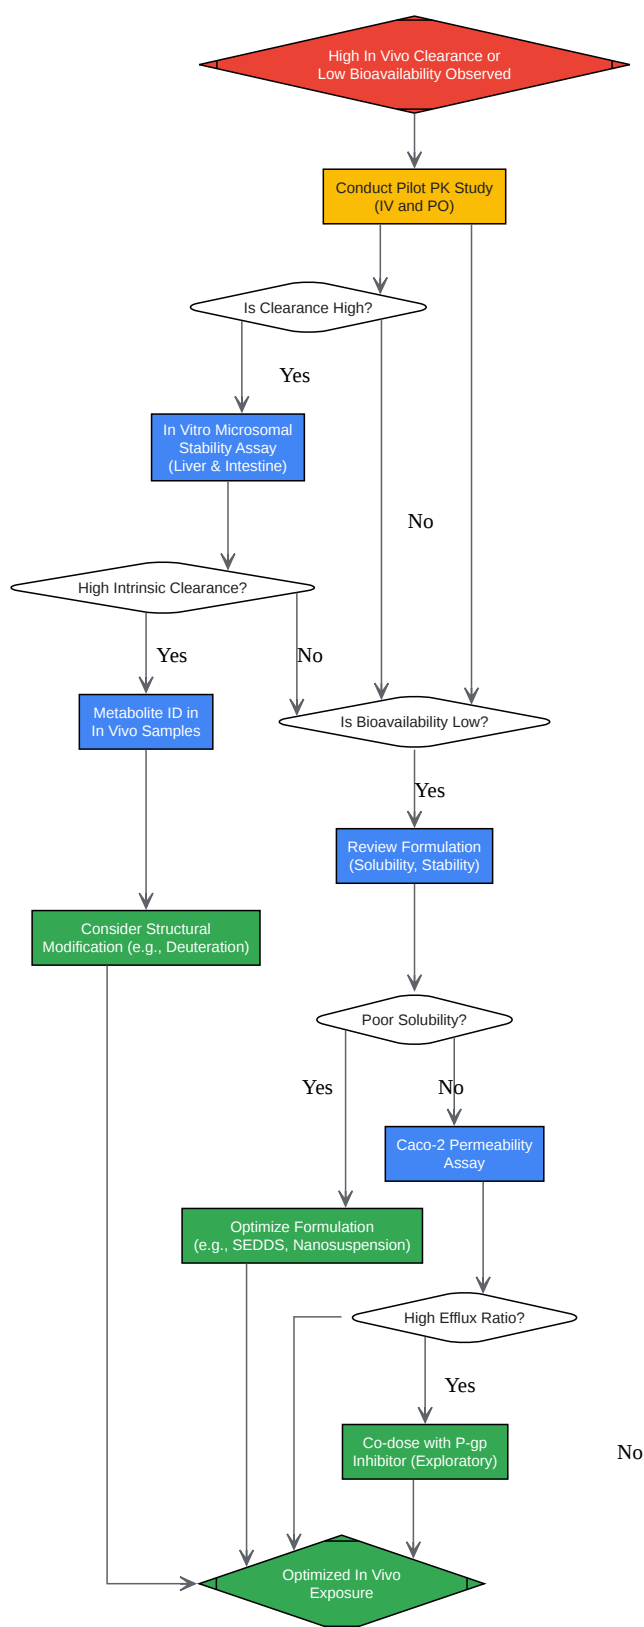 High In Vivo Clearance or
Low Bioavailability Observed
Conduct Pilot PK Study
(IV and PO)
Is Clearance High?
Yes
In Vitro Microsomal
Stability Assay
(Liver & Intestine)
No
High Intrinsic Clearance?
Yes
No
Metabolite ID in
In Vivo Samples
Is Bioavailability Low?
Yes
Review Formulation
(Solubility, Stability)
Consider Structural
Modification (e.g., Deuteration)
Poor Solubility?
Yes
No
Caco-2 Permeability
Assay
Optimize Formulation
(e.g., SEDDS, Nanosuspension)
High Efflux Ratio?
Yes
Co-dose with P-gp
Inhibitor (Exploratory)
No
Optimized In Vivo
Exposure